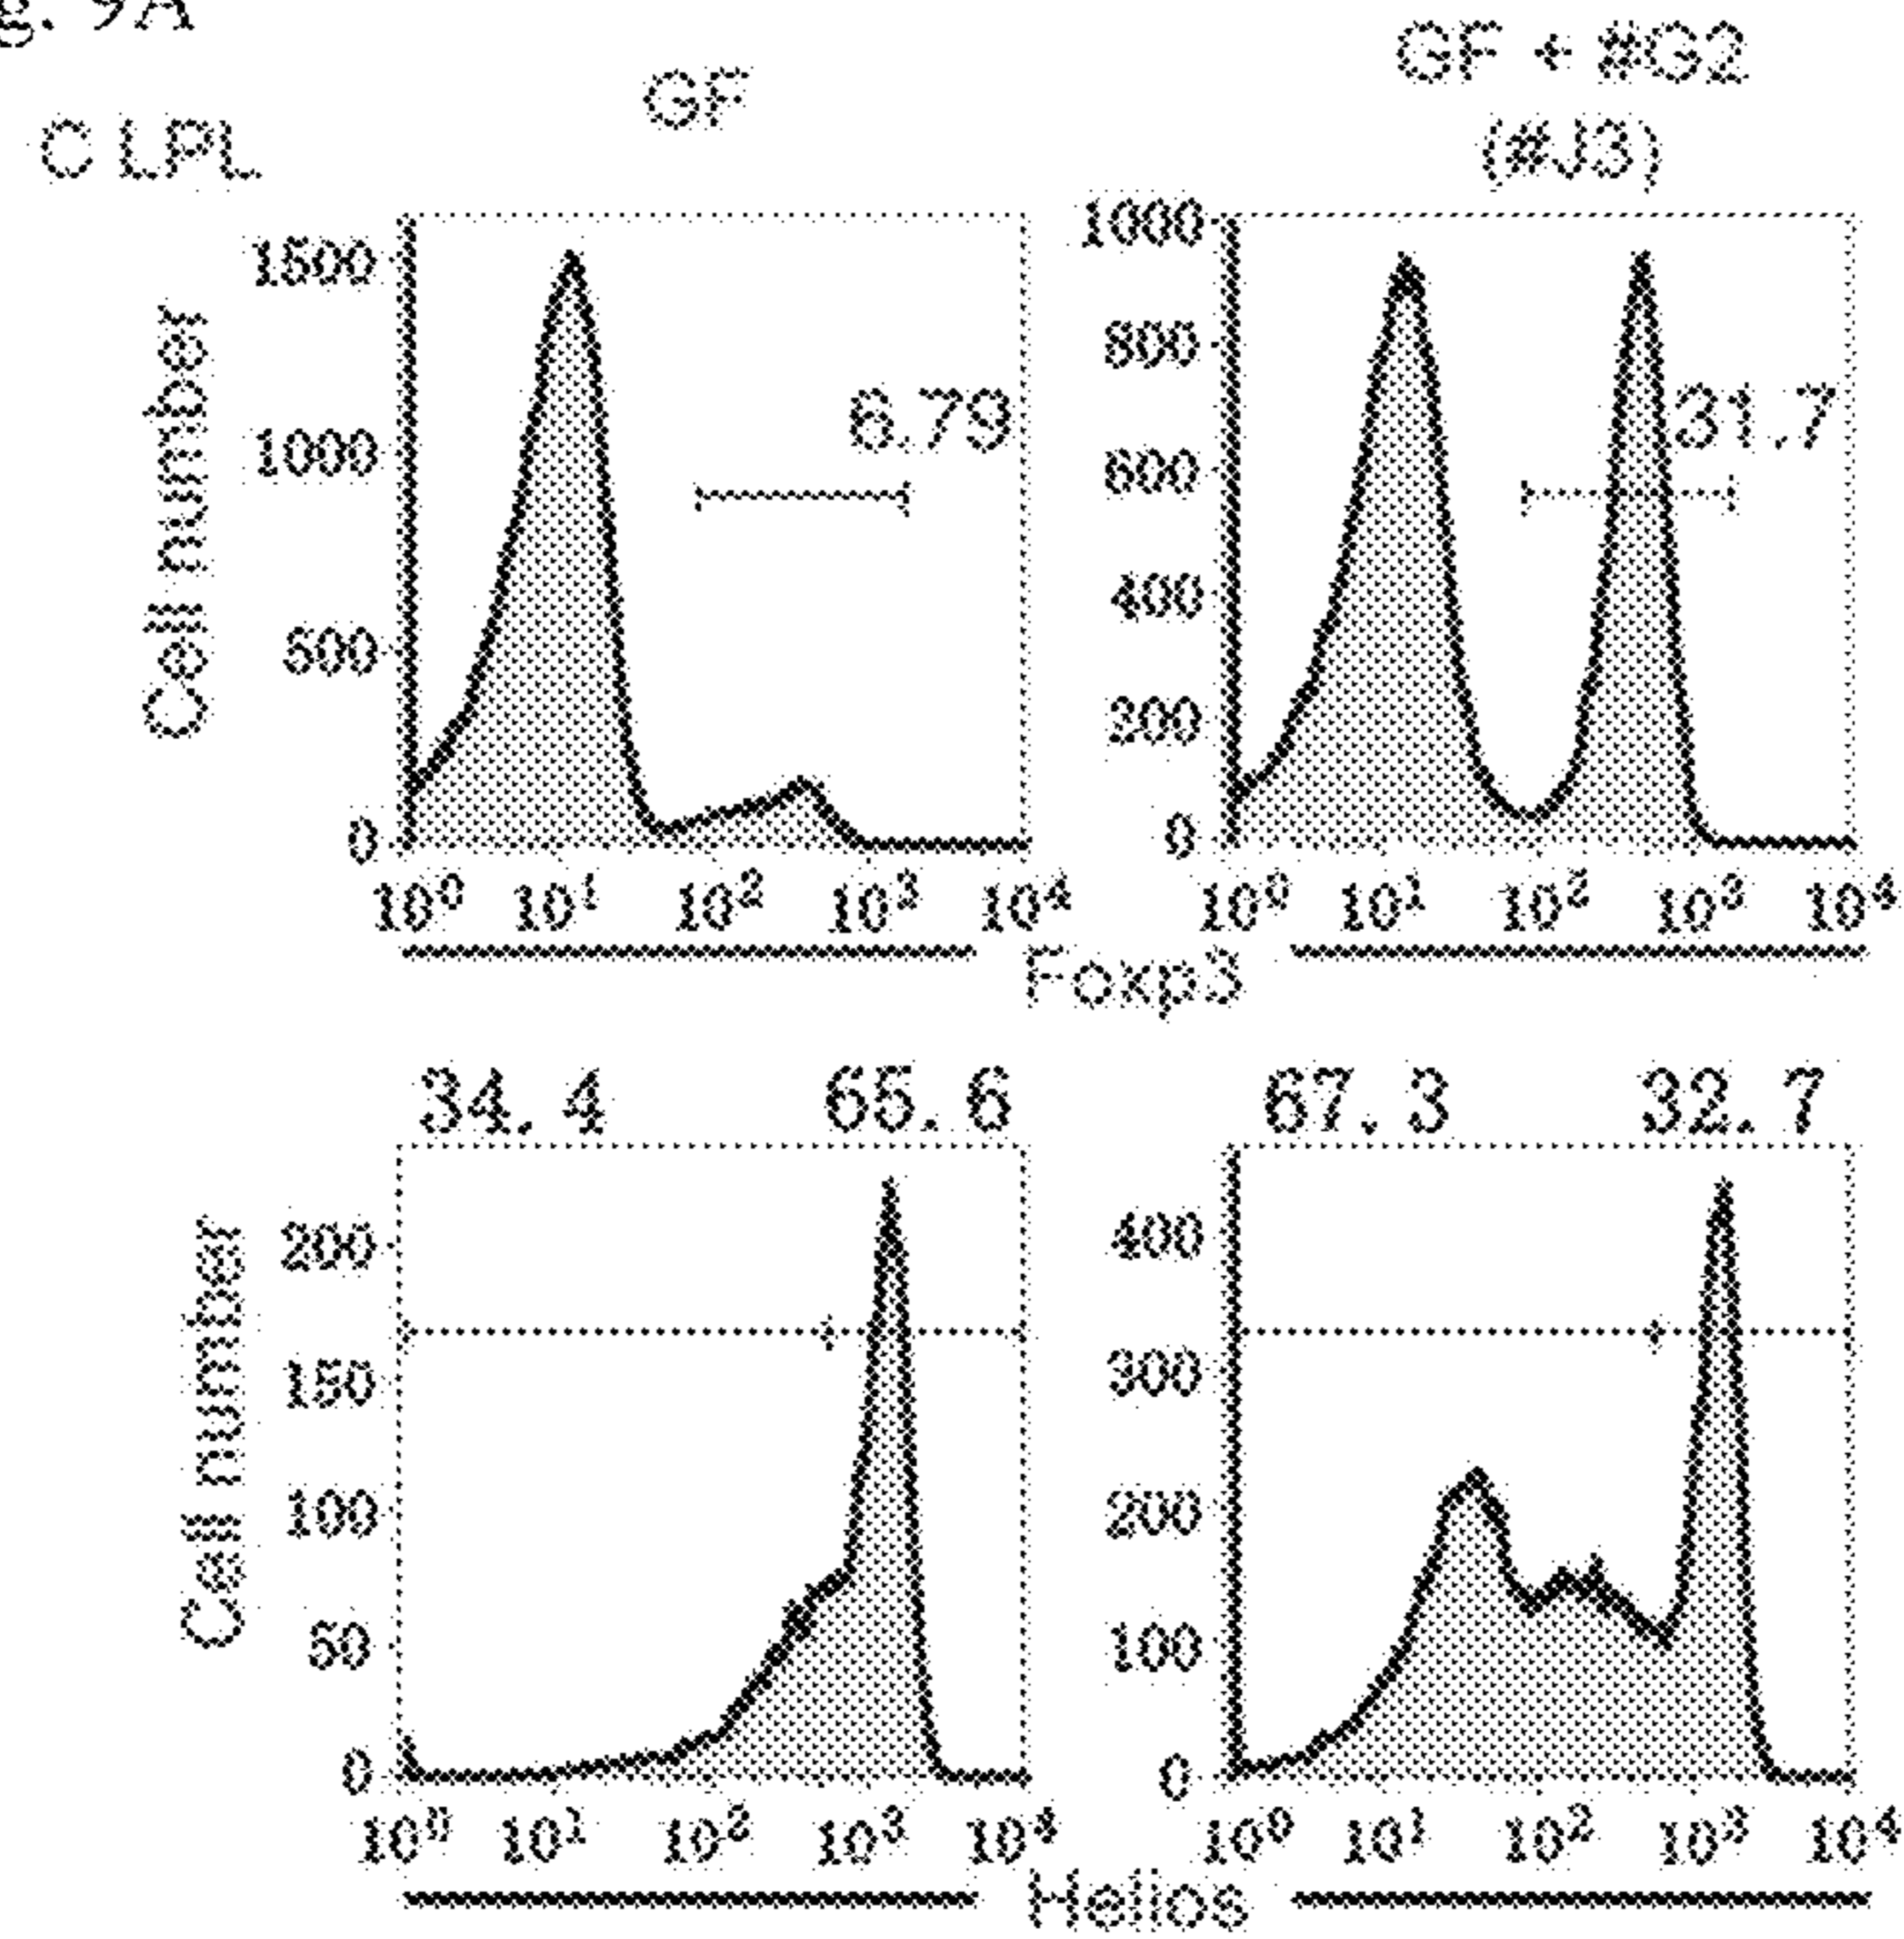 g. 9A
GF
GF + #G2
(#J3)
C LPL
Cell number
1500
1000
500
0
6.79
10⁰ 10¹ 10² 10³ 10⁴
1000
800
600
400
200
0
31.7
10⁰ 10¹ 10² 10³ 10⁴
Foxp3
34.4 65.6
67.3 32.7
Cell number
200
150
100
50
0
10⁰ 10¹ 10² 10³ 10⁴
400
300
200
100
0
10⁰ 10¹ 10² 10³ 10⁴
Helios